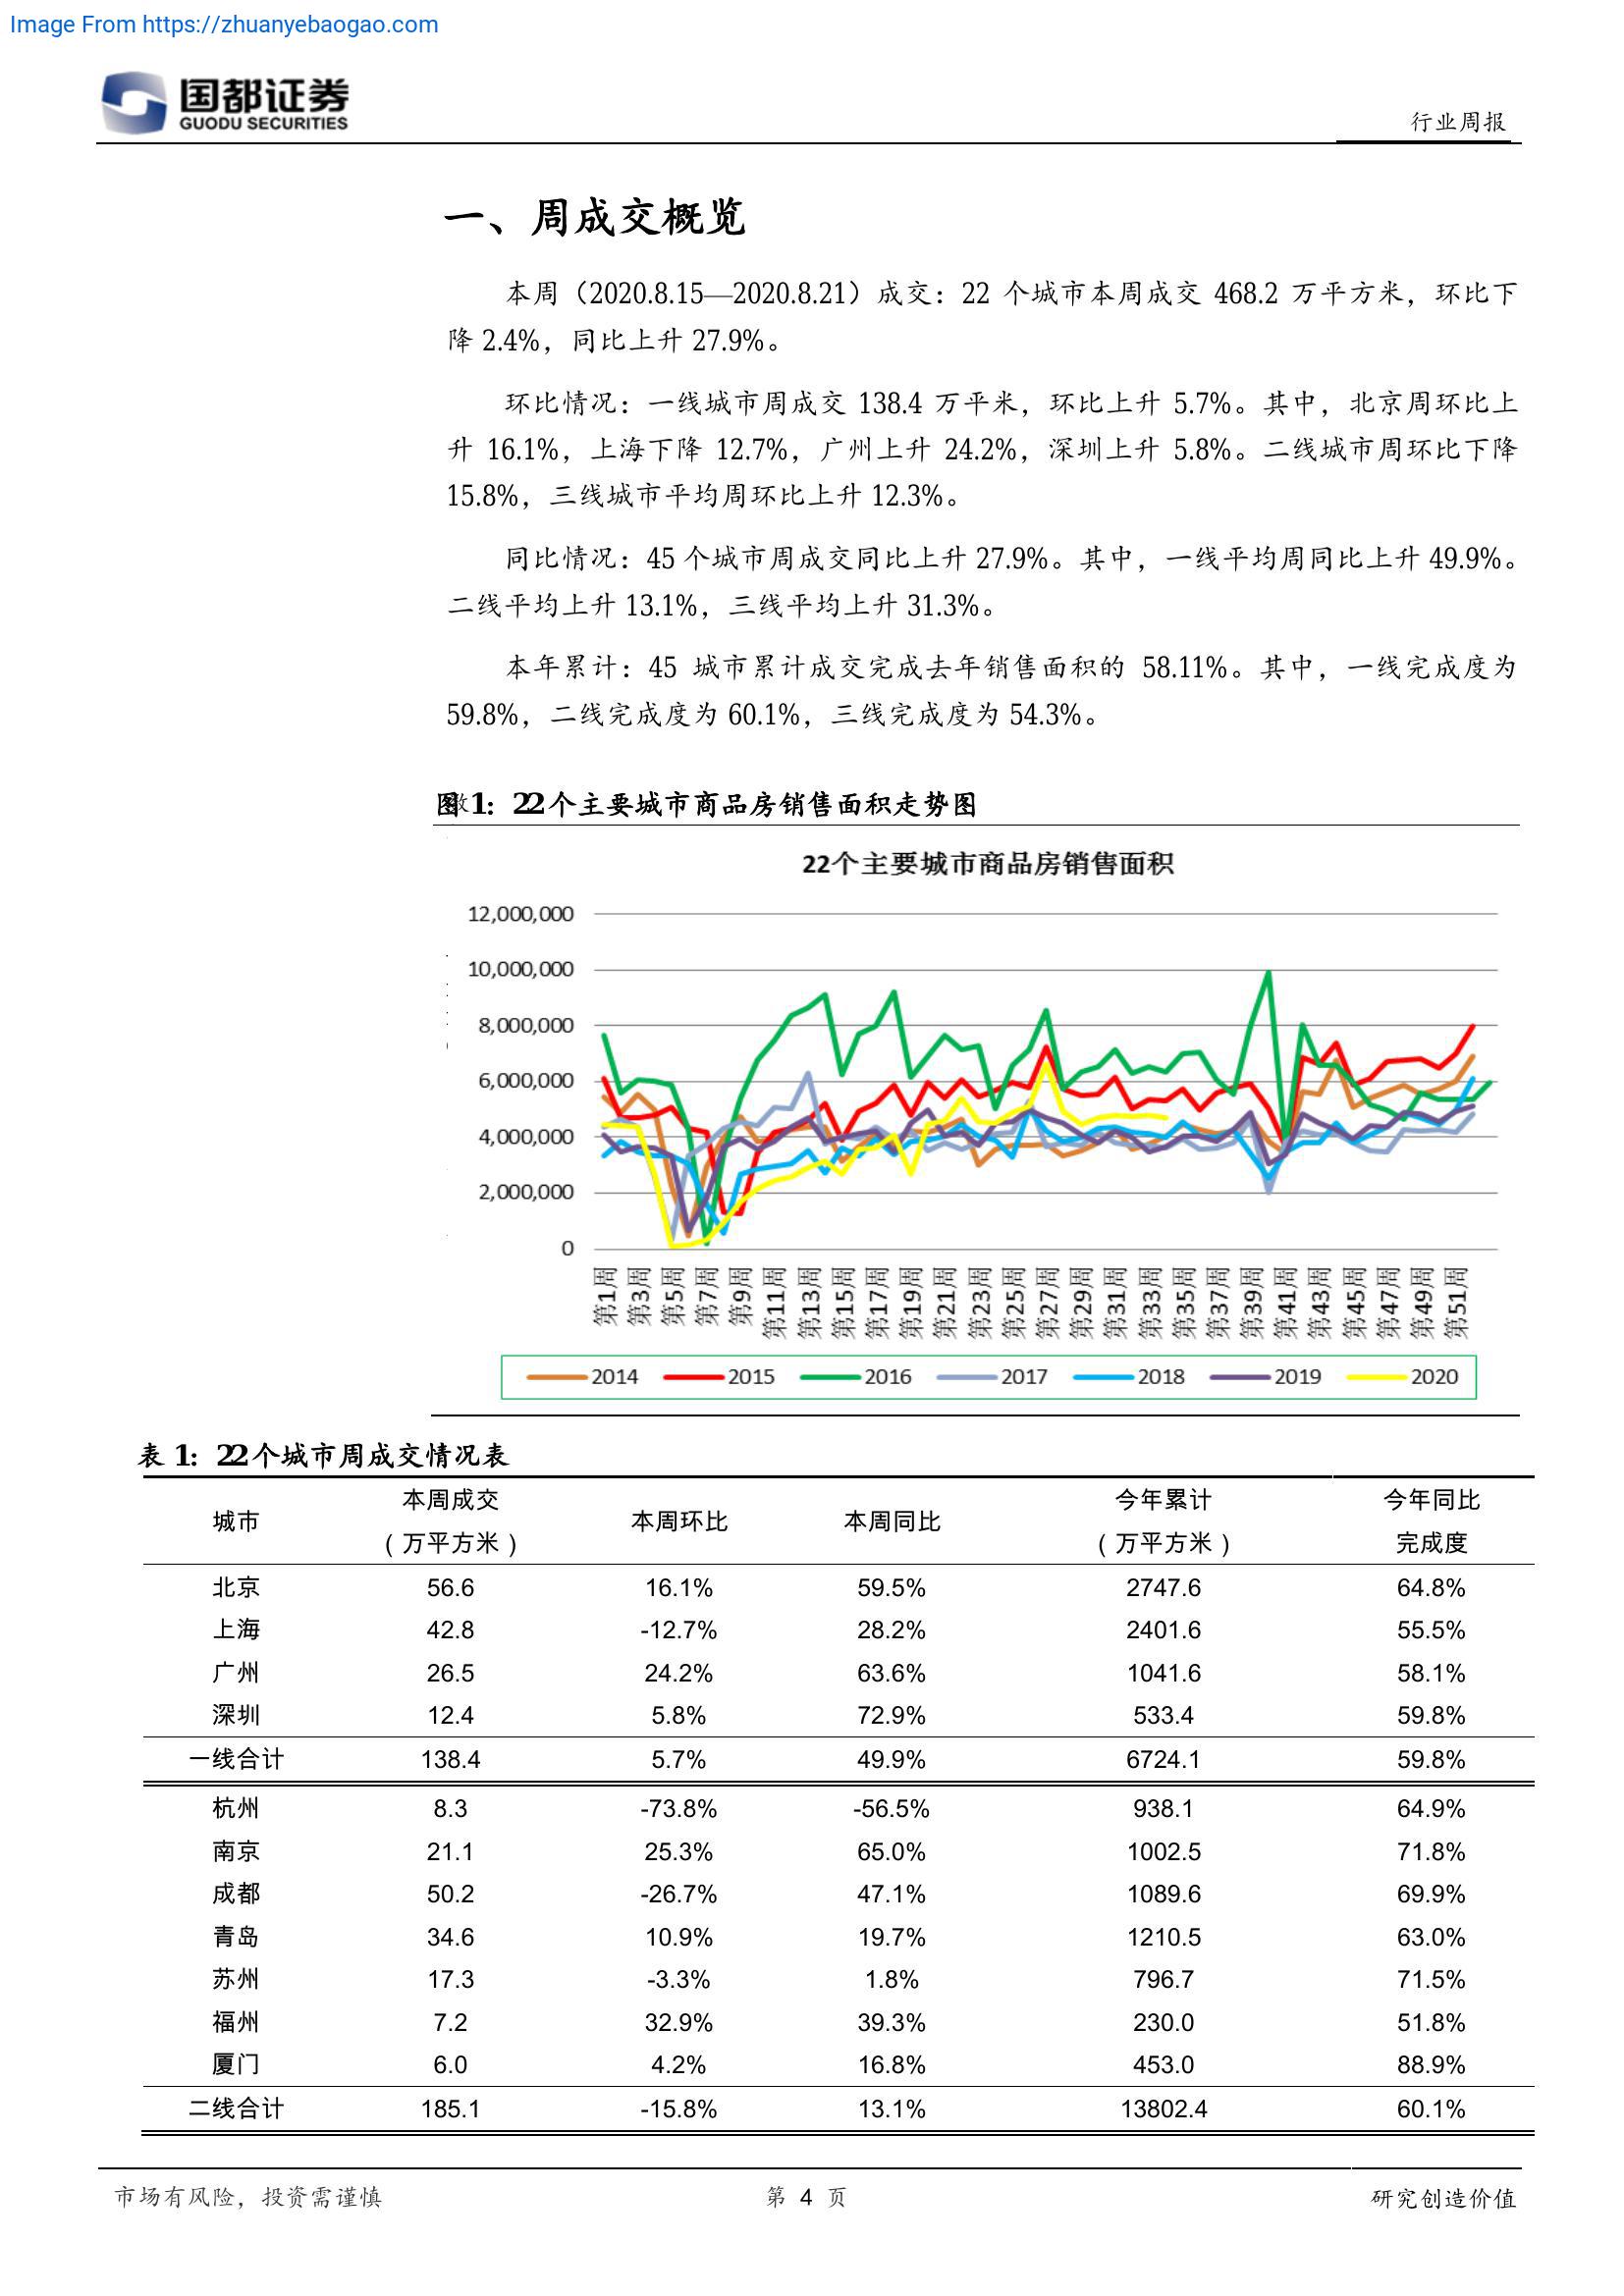 Image From https://zhuanyebaogao.com
国都证券
GUODU SECURITIES
行业周报
一、周成交概览
本周（2020.8.15—2020.8.21）成交：22 个城市本周成交 468.2 万平方米，环比下
降 2.4%，同比上升 27.9%。
环比情况：一线城市周成交 138.4 万平米，环比上升 5.7%。其中，北京周环比上
升 16.1%，上海下降 12.7%，广州上升 24.2%，深圳上升 5.8%。二线城市周环比下降
15.8%，三线城市平均周环比上升 12.3%。
同比情况：45 个城市周成交同比上升 27.9%。其中，一线平均周同比上升 49.9%。
二线平均上升 13.1%，三线平均上升 31.3%。
本年累计：45 城市累计成交完成去年销售面积的 58.11%。其中，一线完成度为
59.8%，二线完成度为 60.1%，三线完成度为 54.3%。
图 1：22 个主要城市商品房销售面积走势图
22个主要城市商品房销售面积
12,000,000
10,000,000
8,000,000
6,000,000
4,000,000
2,000,000
0
第1周 第3周 第5周 第7周 第9周 第11周 第13周 第15周 第17周 第19周 第21周 第23周 第25周 第27周 第29周 第31周 第33周 第35周 第37周 第39周 第41周 第43周 第45周 第47周 第49周 第51周
2014 2015 2016 2017 2018 2019 2020
表 1：22 个城市周成交情况表
城市 本周成交（万平方米） 本周环比 本周同比 今年累计（万平方米） 今年同比完成度
北京 56.6 16.1% 59.5% 2747.6 64.8%
上海 42.8 -12.7% 28.2% 2401.6 55.5%
广州 26.5 24.2% 63.6% 1041.6 58.1%
深圳 12.4 5.8% 72.9% 533.4 59.8%
一线合计 138.4 5.7% 49.9% 6724.1 59.8%
杭州 8.3 -73.8% -56.5% 938.1 64.9%
南京 21.1 25.3% 65.0% 1002.5 71.8%
成都 50.2 -26.7% 47.1% 1089.6 69.9%
青岛 34.6 10.9% 19.7% 1210.5 63.0%
苏州 17.3 -3.3% 1.8% 796.7 71.5%
福州 7.2 32.9% 39.3% 230.0 51.8%
厦门 6.0 4.2% 16.8% 453.0 88.9%
二线合计 185.1 -15.8% 13.1% 13802.4 60.1%
市场有风险，投资需谨慎
第 4 页
研究创造价值